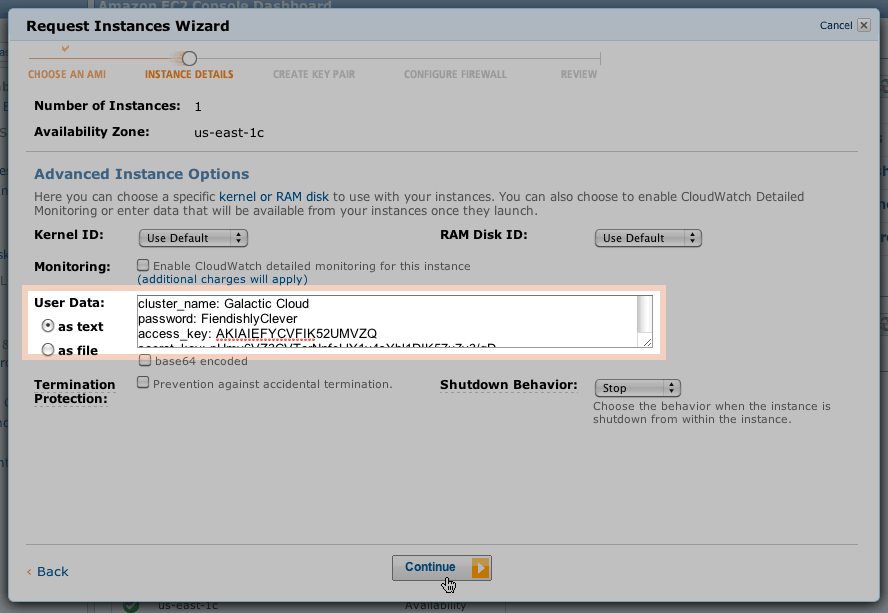 Amazon EC2 Console Dashboard
Request Instances Wizard
Cancel
CHOOSE AN AMI
INSTANCE DETAILS
CREATE KEY PAIR
CONFIGURE FIREWALL
REVIEW
Number of Instances: 1
Availability Zone: us-east-1c
Advanced Instance Options
Here you can choose a specific kernel or RAM disk to use with your instances. You can also choose to enable CloudWatch Detailed
Monitoring or enter data that will be available from your instances once they launch.
Kernel ID: Use Default
RAM Disk ID: Use Default
Monitoring: Enable CloudWatch detailed monitoring for this instance
(additional charges will apply)
User Data:
cluster_name: Galactic Cloud
password: FiendishlyClever
as text
access_key: AKIAIEFYCVFIK52UMVZQ
as file
base64 encoded
Termination
Protection:
Prevention against accidental termination.
Shutdown Behavior: Stop
Choose the behavior when the instance is
shutdown from within the instance.
Back
Continue
us-east-1c
Availability